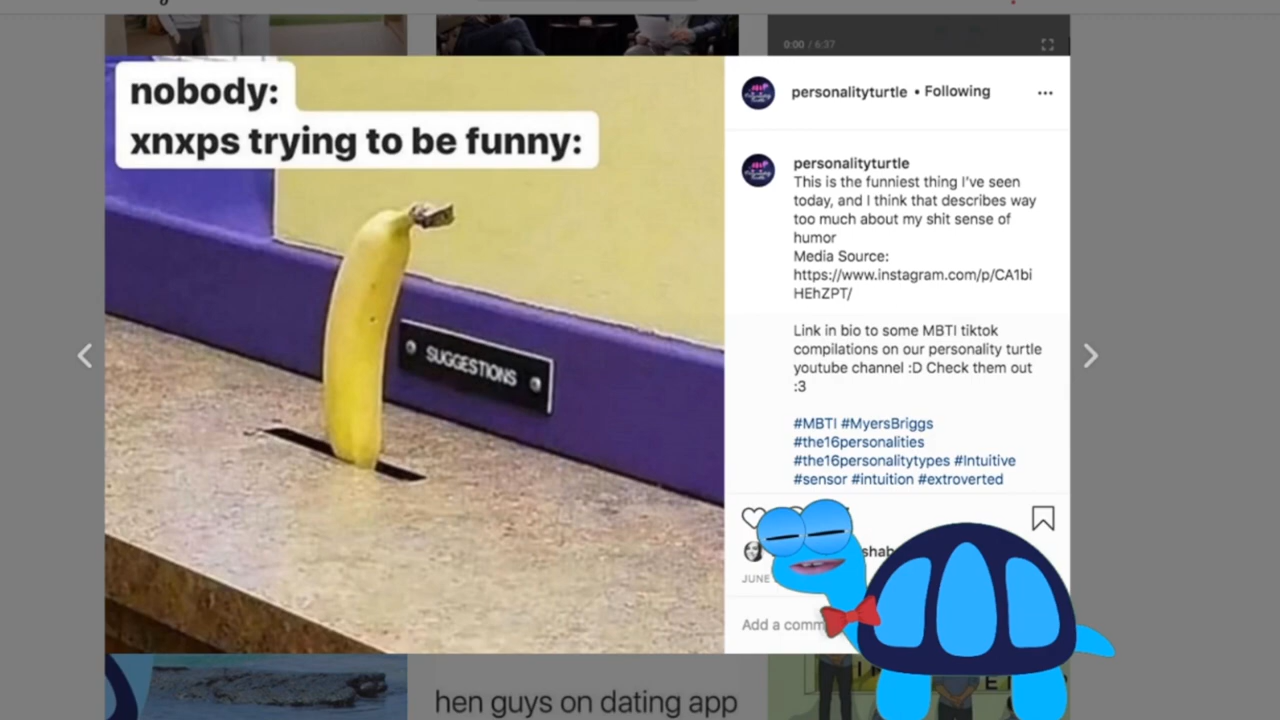 0:00 / 6:37
nobody:
xnxps trying to be funny:
SUGGESTIONS
personalityturtle • Following
personalityturtle
This is the funniest thing I've seen
today, and I think that describes way
too much about my shit sense of
humor
Media Source:
https://www.instagram.com/p/CA1bi
HEhZPT/
Link in bio to some MBTI tiktok
compilations on our personality turtle
youtube channel :D Check them out
:3
#MBTI #MyersBriggs
#the16personalities
#the16personalitytypes #Intuitive
#sensor #intuition #extroverted
shab
JUNE
Add a comm
hen guys on dating app